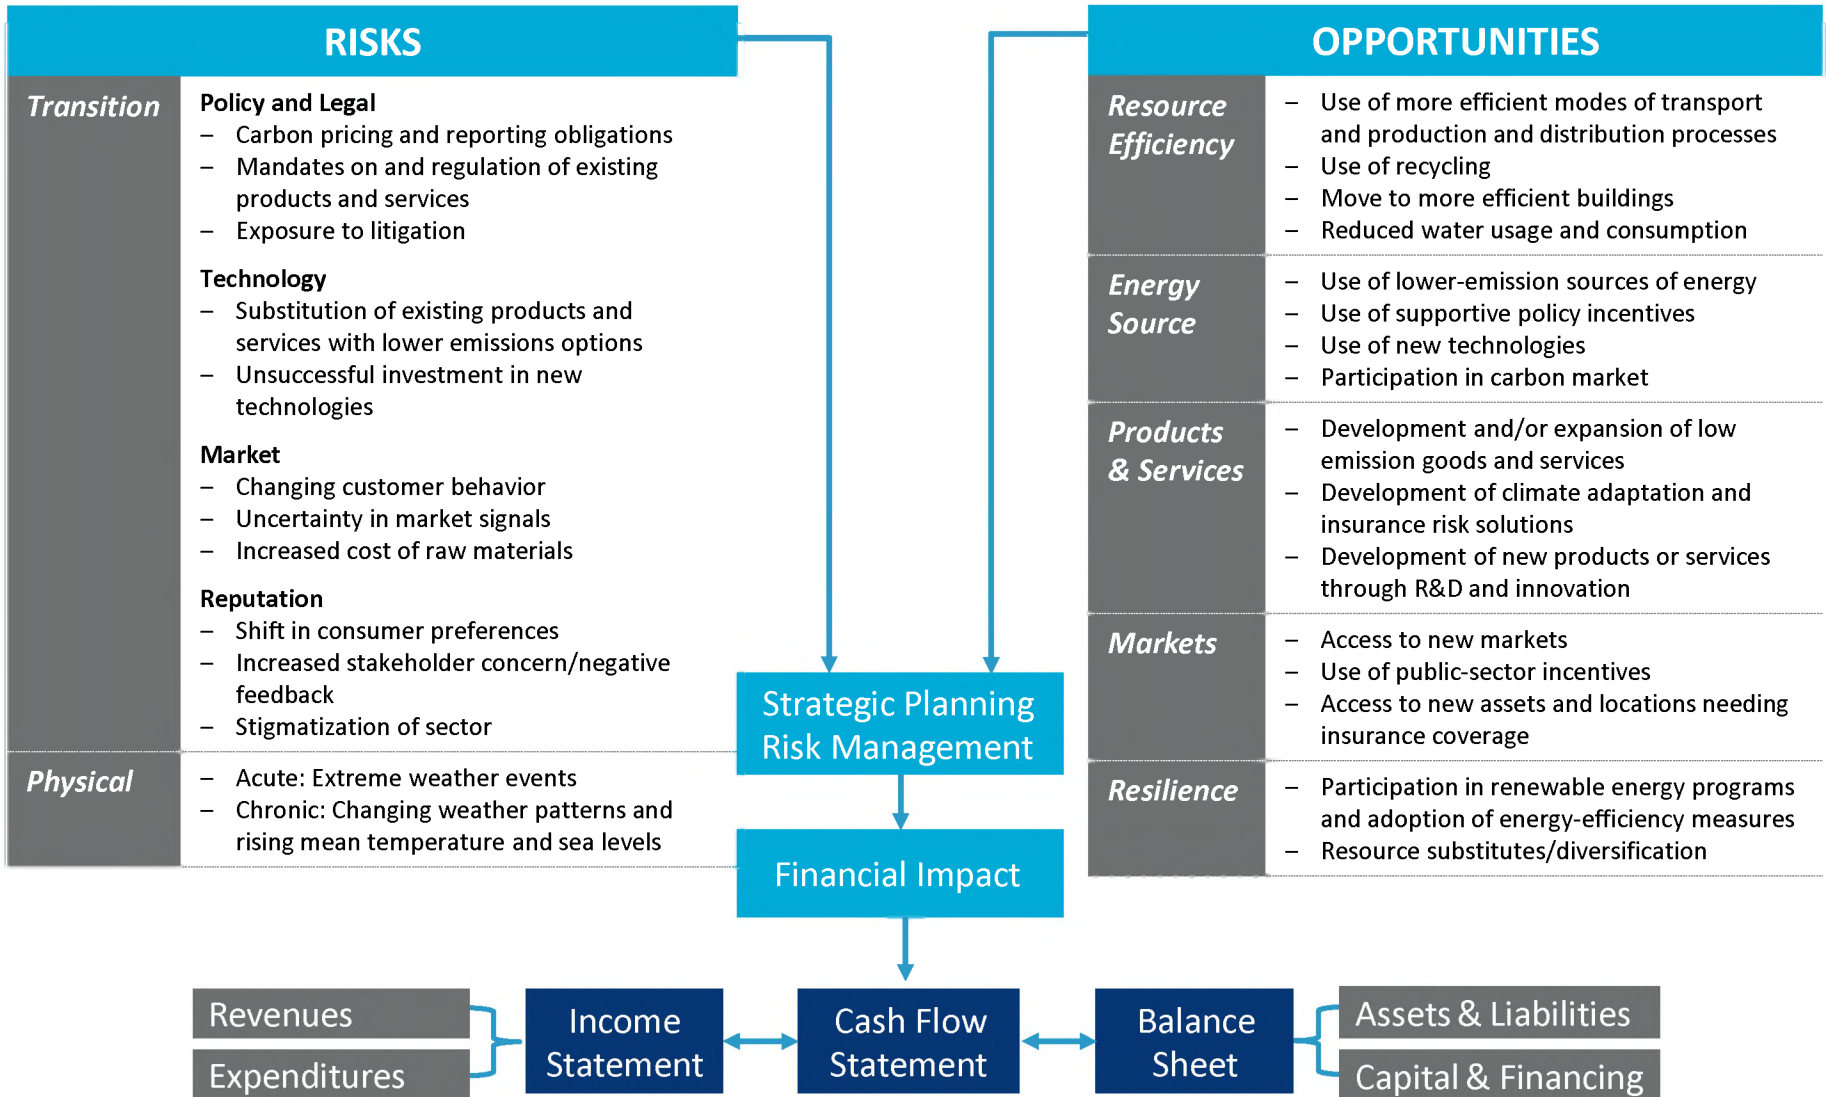 RISKS
Transition
Policy and Legal
– Carbon pricing and reporting obligations
– Mandates on and regulation of existing
products and services
– Exposure to litigation
Technology
– Substitution of existing products and
services with lower emissions options
– Unsuccessful investment in new
technologies
Market
– Changing customer behavior
– Uncertainty in market signals
– Increased cost of raw materials
Reputation
– Shift in consumer preferences
– Increased stakeholder concern/negative
feedback
– Stigmatization of sector
Physical
– Acute: Extreme weather events
– Chronic: Changing weather patterns and
rising mean temperature and sea levels
OPPORTUNITIES
Resource
Efficiency
– Use of more efficient modes of transport
and production and distribution processes
– Use of recycling
– Move to more efficient buildings
– Reduced water usage and consumption
Energy
Source
– Use of lower-emission sources of energy
– Use of supportive policy incentives
– Use of new technologies
– Participation in carbon market
Products
& Services
– Development and/or expansion of low
emission goods and services
– Development of climate adaptation and
insurance risk solutions
– Development of new products or services
through R&D and innovation
Markets
– Access to new markets
– Use of public-sector incentives
– Access to new assets and locations needing
insurance coverage
Resilience
– Participation in renewable energy programs
and adoption of energy-efficiency measures
– Resource substitutes/diversification
Strategic Planning
Risk Management
Financial Impact
Revenues
Expenditures
Income
Statement
Cash Flow
Statement
Balance
Sheet
Assets & Liabilities
Capital & Financing